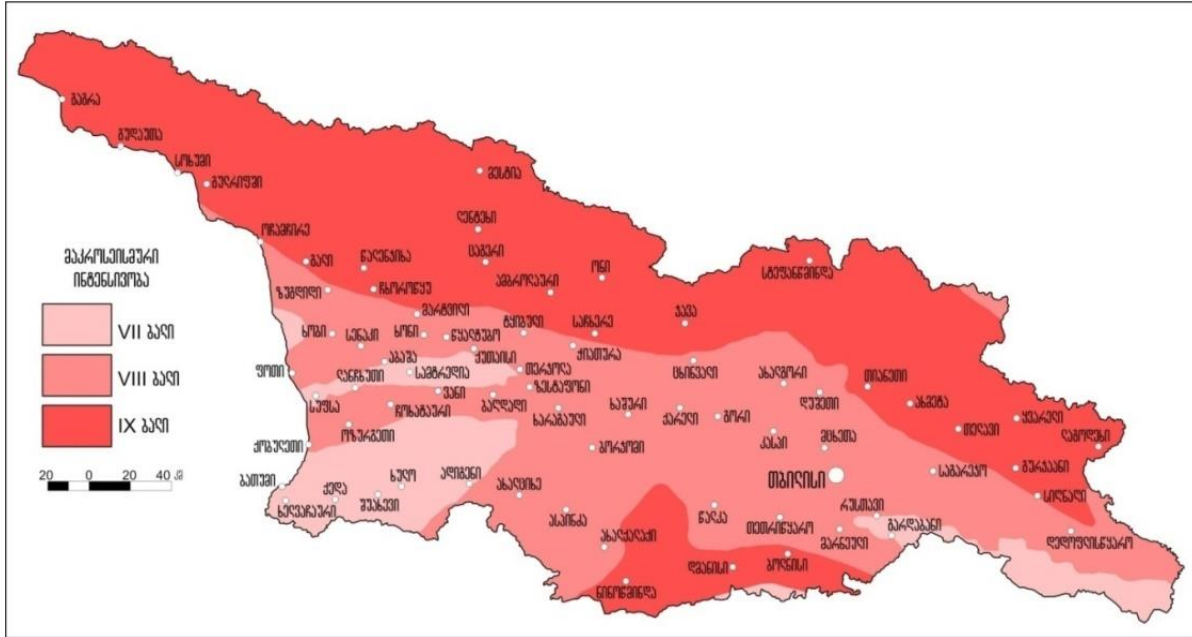 გაგრა
გუდაუთა
სოხუმი
გულრიფში
მესტია
ლენტეხი
ოჩამჩირე
ცაგერი
გალი
წალენჯიხა
ონი
სტეფანწმინდა
მაკროსეისმური
ინტენსივობა
ზუგდიდი
ჩხოროწყუ
ამბროლაური
მარტვილი
ჯავა
VII ბალი
ხობი
სენაკი
ხონი
წყალტუბო
ტყიბული
საჩხერე
ქუთაისი
ჭიათურა
აბაშა
ფოთი
სამტრედია
თერჯოლა
ცხინვალი
ახალგორი
თიანეთი
VIII ბალი
ლანჩხუთი
ვანი
ზესტაფონი
დუშეთი
ახმეტა
სუფსა
ჩოხატაური
ბაღდადი
ხარაგაული
ხაშური
ქარელი
გორი
ყვარელი
IX ბალი
ოზურგეთი
კასპი
მცხეთა
თელავი
ლაგოდეხი
ქობულეთი
ბორჯომი
20 0 20 40 კმ
ბათუმი
ქედა
ხულო
ადიგენი
ახალციხე
თბილისი
საგარეჯო
გურჯაანი
ხელვაჩაური
შუახევი
ასპინძა
წალკა
თეთრიწყარო
რუსთავი
სიღნაღი
ახალქალაქი
მარნეული
გარდაბანი
დედოფლისწყარო
დმანისი
ბოლნისი
ნინოწმინდა